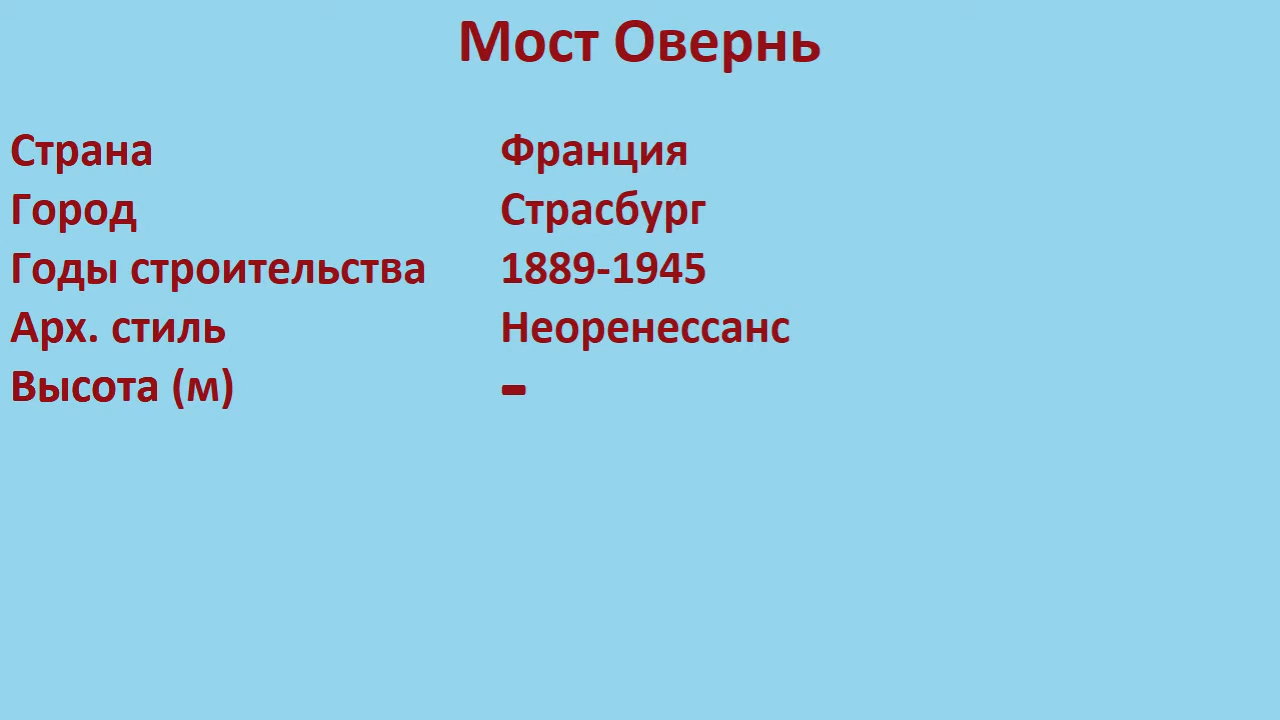 Мост Овернь
Страна Франция
Город Страсбург
Годы строительства 1889-1945
Арх. стиль Неоренессанс
Высота (м) -